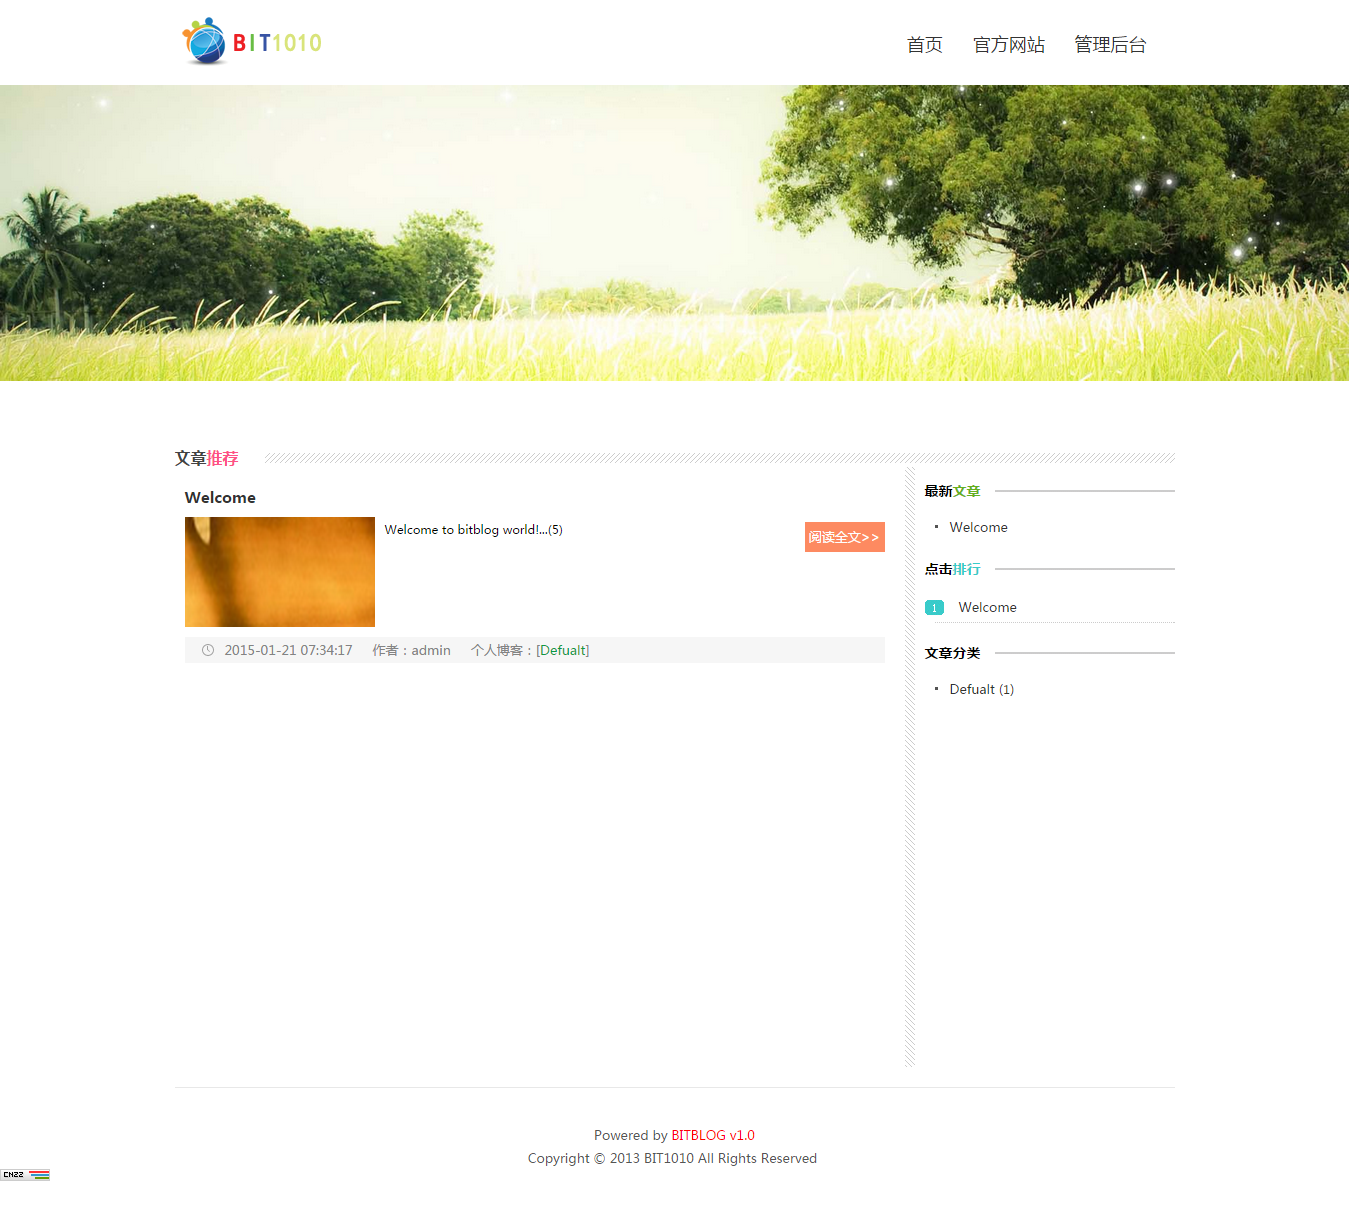 BIT1010
首页 官方网站 管理后台
文章推荐
Welcome
Welcome to bitblog world!...(5)
阅读全文>>
2015-01-21 07:34:17 作者：admin 个人博客：[Defualt]
最新文章
Welcome
点击排行
1 Welcome
文章分类
Defualt (1)
Powered by BITBLOG v1.0
Copyright © 2013 BIT1010 All Rights Reserved
CNZZ